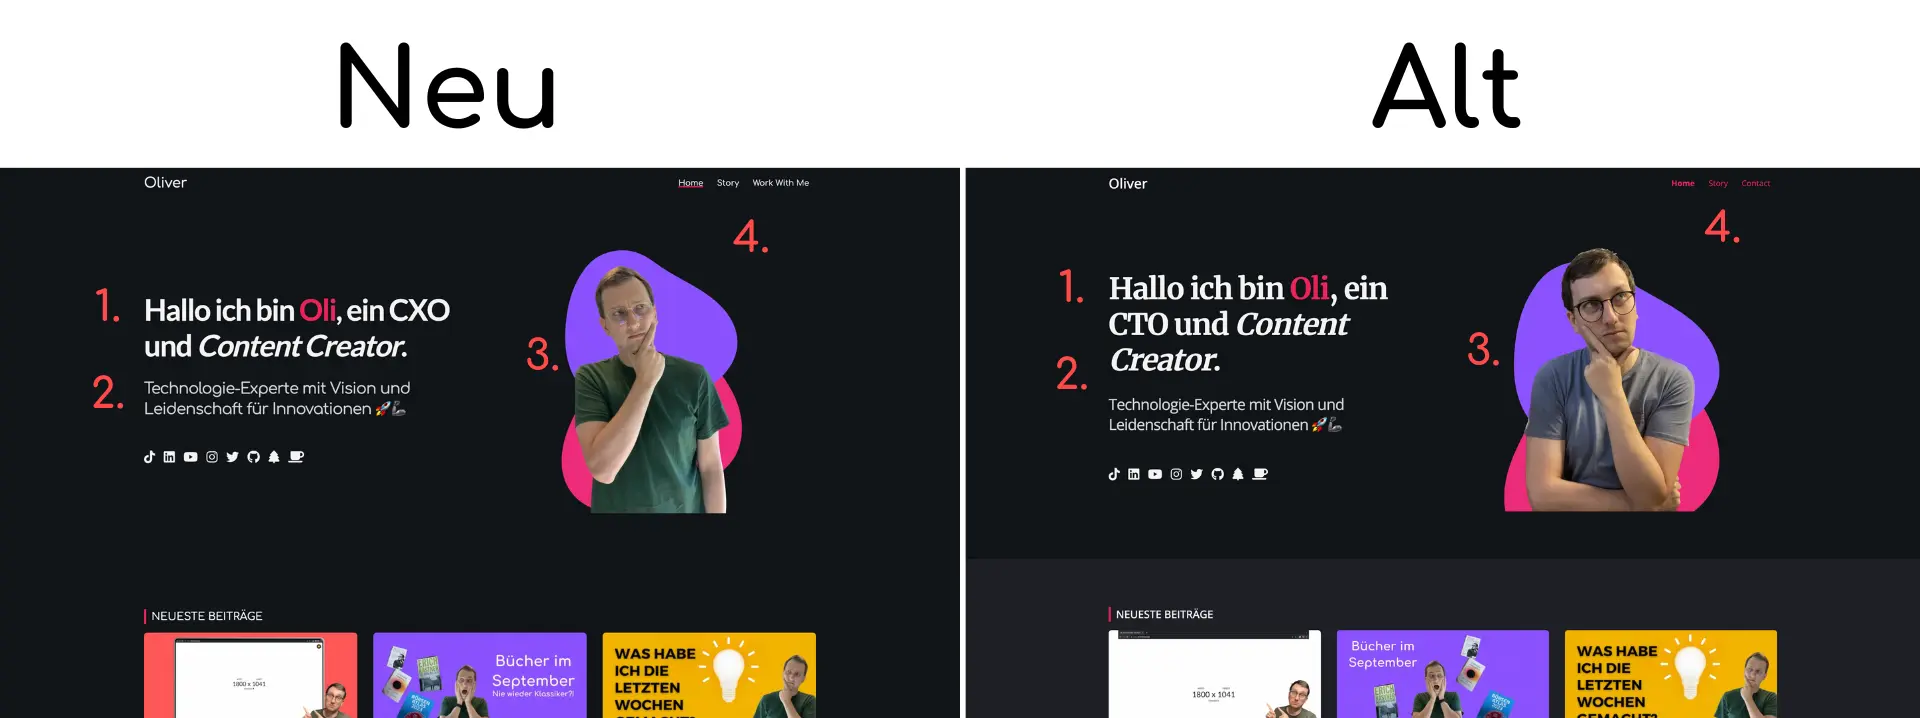 Neu
Alt
Oliver
Home Story Work With Me
4.
1.
Hallo ich bin Oli, ein CXO
und Content Creator.
3.
2.
Technologie-Experte mit Vision und
Leidenschaft für Innovationen 🚀🦾
NEUESTE BEITRÄGE
1800 x 1041
Bücher im
September
Nie wieder Klassiker?!
WAS HABE
ICH DIE
LETZTEN
WOCHEN
GEMACHT?
Oliver
Home Story Contact
4.
1.
Hallo ich bin Oli, ein
CTO und Content
Creator.
3.
2.
Technologie-Experte mit Vision und
Leidenschaft für Innovationen 🚀🦾
NEUESTE BEITRÄGE
1800 x 1041
Bücher im
September
WAS HABE
ICH DIE
LETZTEN
WOCHEN
GEMACHT?